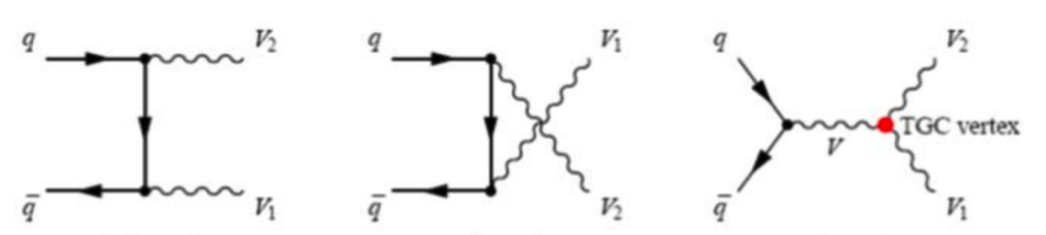 q V₂
q̄ V₁
q V₁
q̄ V₂
q V₂
V TGC vertex
q̄ V₁